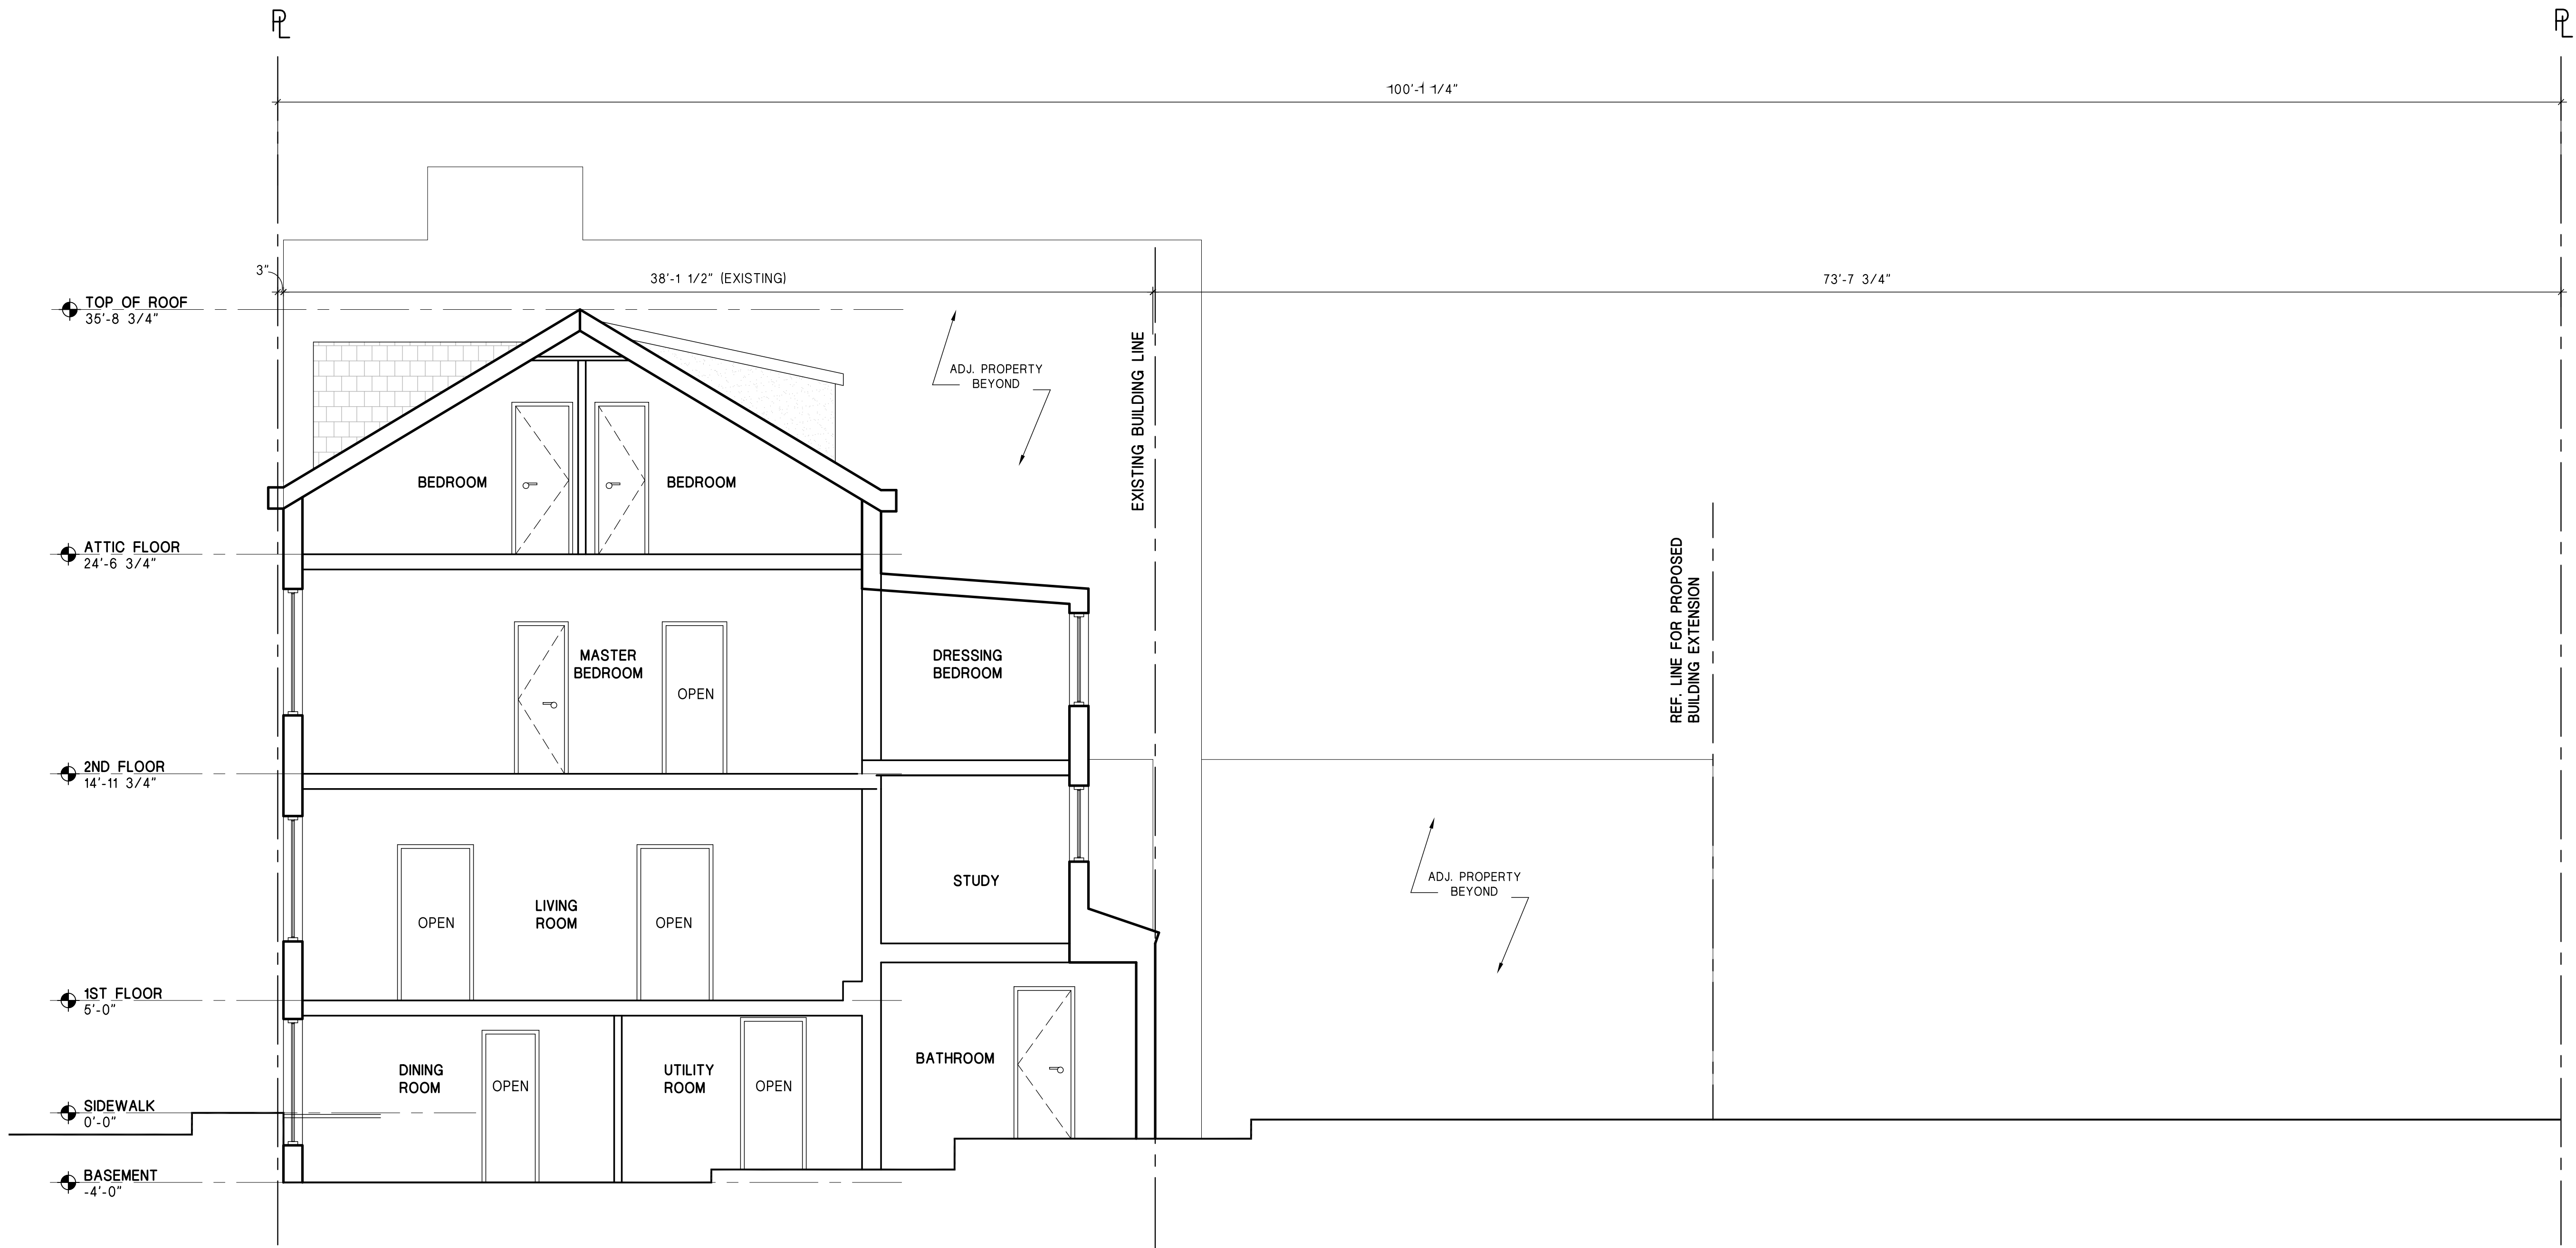 PL
PL
100'-1 1/4"
3"
38'-1 1/2" (EXISTING)
73'-7 3/4"
TOP OF ROOF
35'-8 3/4"
ADJ. PROPERTY
BEYOND
EXISTING BUILDING LINE
BEDROOM
BEDROOM
ATTIC FLOOR
24'-6 3/4"
REF. LINE FOR PROPOSED
BUILDING EXTENSION
MASTER
BEDROOM
OPEN
DRESSING
BEDROOM
2ND FLOOR
14'-11 3/4"
STUDY
ADJ. PROPERTY
BEYOND
OPEN
LIVING
ROOM
OPEN
1ST FLOOR
5'-0"
DINING
ROOM
OPEN
UTILITY
ROOM
OPEN
BATHROOM
SIDEWALK
0'-0"
BASEMENT
-4'-0"